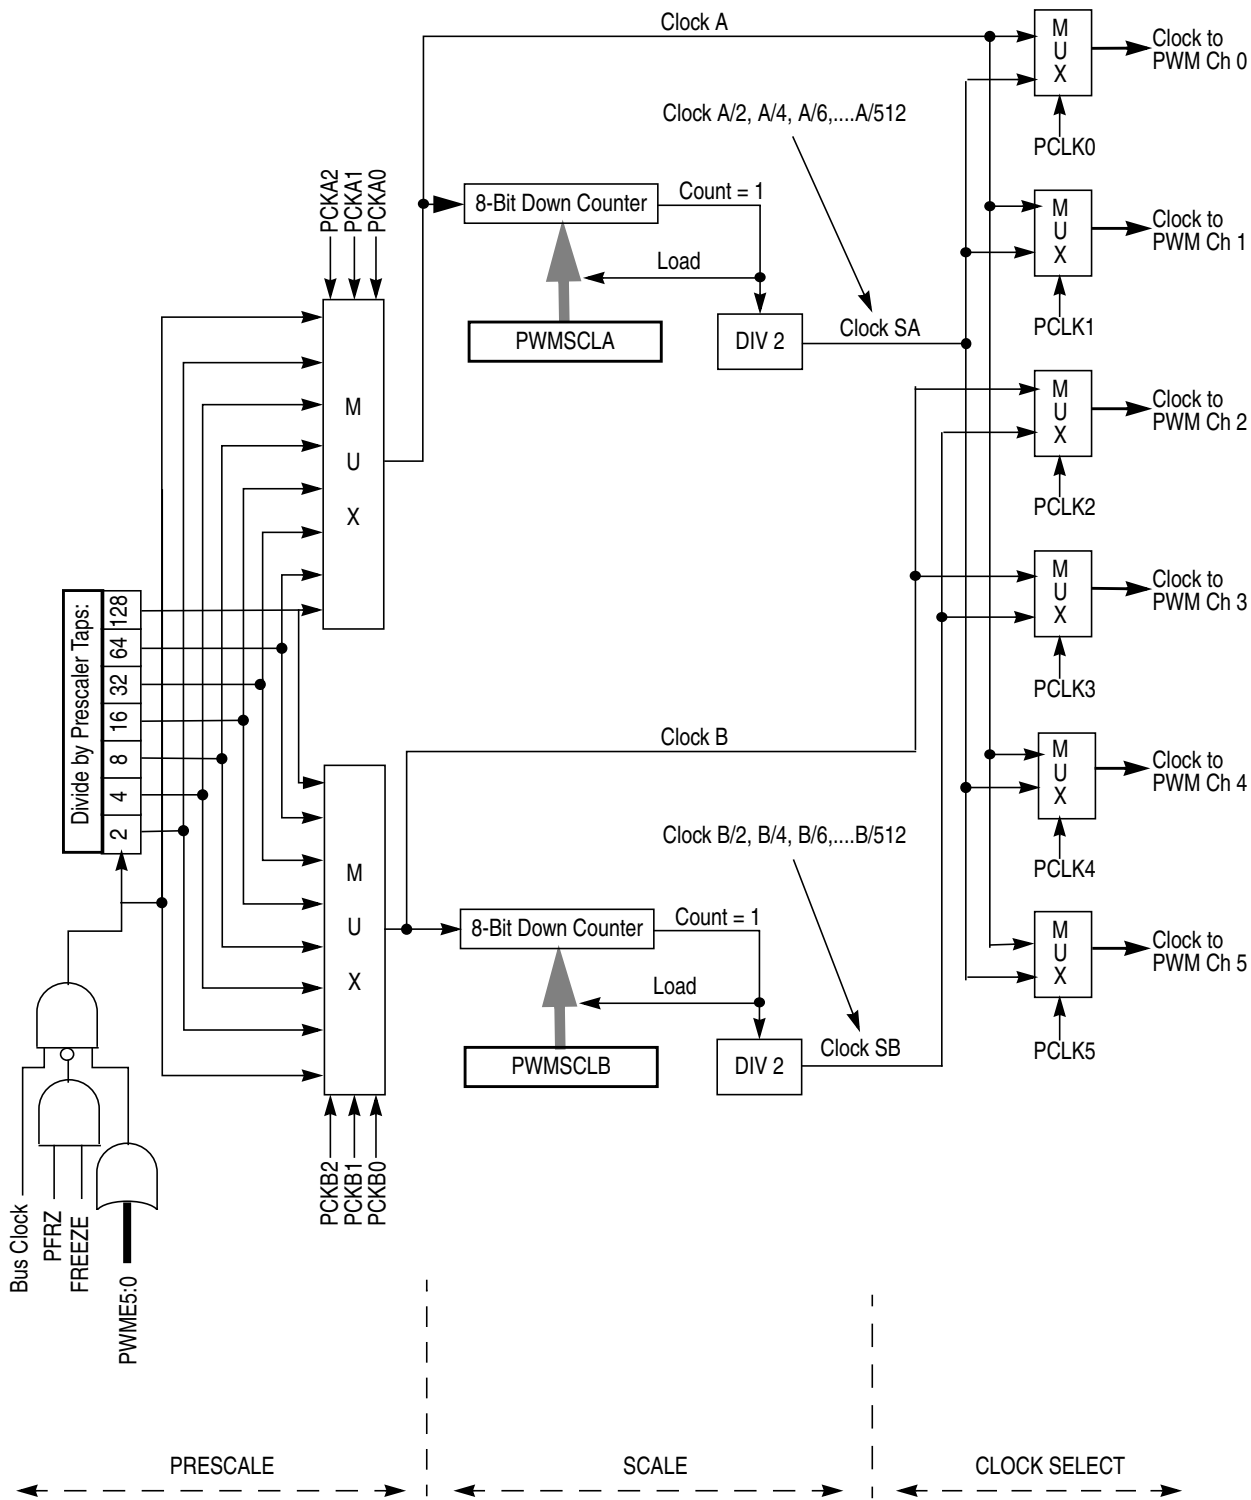 Clock A
M
U
X
Clock to
PWM Ch 0
PCLK0
Clock A/2, A/4, A/6,....A/512
PCKA2
PCKA1
PCKA0
8-Bit Down Counter
Count = 1
Load
PWMSCLA
DIV 2
Clock SA
M
U
X
Clock to
PWM Ch 1
PCLK1
M
U
X
M
U
X
Clock to
PWM Ch 2
PCLK2
M
U
X
Clock to
PWM Ch 3
PCLK3
Divide by Prescaler Taps:
128
64
32
16
8
4
2
Clock B
M
U
X
Clock to
PWM Ch 4
PCLK4
Clock B/2, B/4, B/6,....B/512
M
U
X
8-Bit Down Counter
Count = 1
Load
PWMSCLB
DIV 2
Clock SB
M
U
X
Clock to
PWM Ch 5
PCLK5
PCKB2
PCKB1
PCKB0
Bus Clock
PFRZ
FREEZE
PWME5:0
PRESCALE
SCALE
CLOCK SELECT